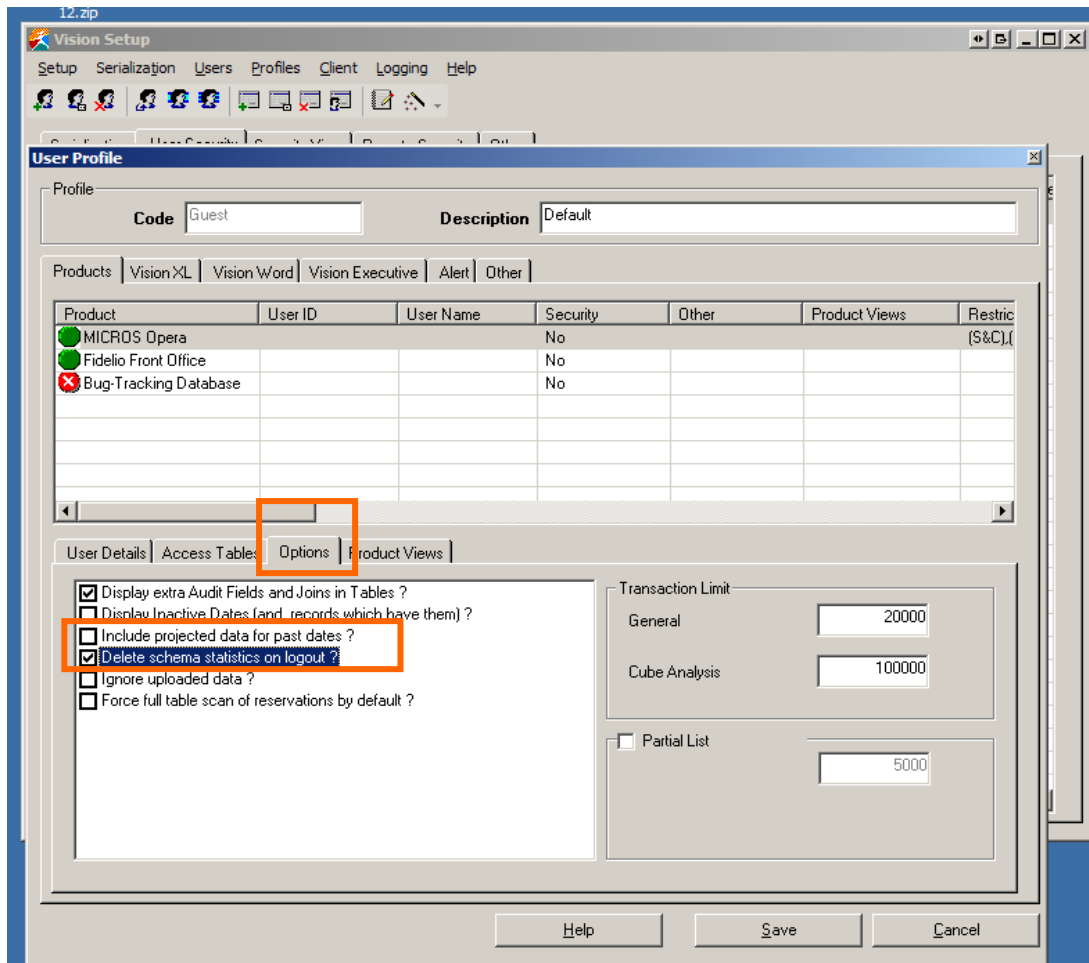 12.zip
Vision Setup
Setup Serialization Users Profiles Client Logging Help
User Profile
Profile
Code Guest Description Default
Products Vision XL Vision Word Vision Executive Alert Other
Product User ID User Name Security Other Product Views Restric
MICROS Opera No (S&C),(
Fidelio Front Office No
Bug-Tracking Database No
User Details Access Tables Options Product Views
Display extra Audit Fields and Joins in Tables ?
Display Inactive Dates (and records which have them) ?
Include projected data for past dates ?
Delete schema statistics on logout ?
Ignore uploaded data ?
Force full table scan of reservations by default ?
Transaction Limit
General 20000
Cube Analysis 100000
Partial List
5000
Help Save Cancel